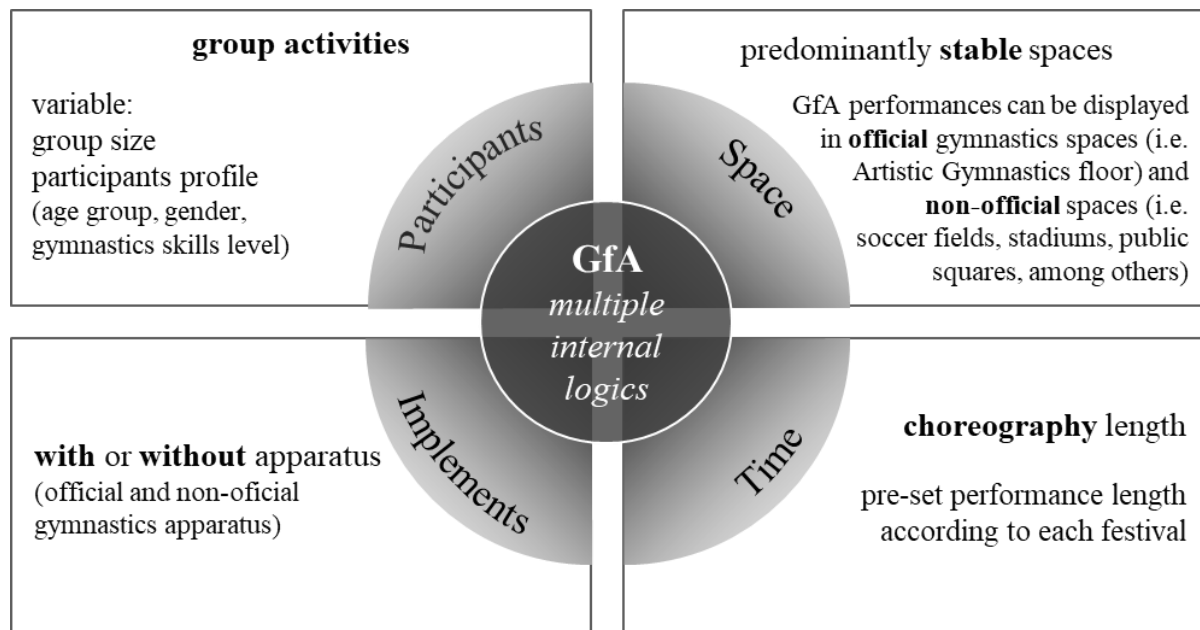 group activities
variable:
group size
participants profile
(age group, gender,
gymnastics skills level)
Participants
predominantly stable spaces
GfA performances can be displayed
in official gymnastics spaces (i.e.
Artistic Gymnastics floor) and
non-official spaces (i.e.
soccer fields, stadiums, public
squares, among others)
Space
GfA
multiple
internal
logics
with or without apparatus
(official and non-oficial
gymnastics apparatus)
Implements
choreography length
pre-set performance length
according to each festival
Time